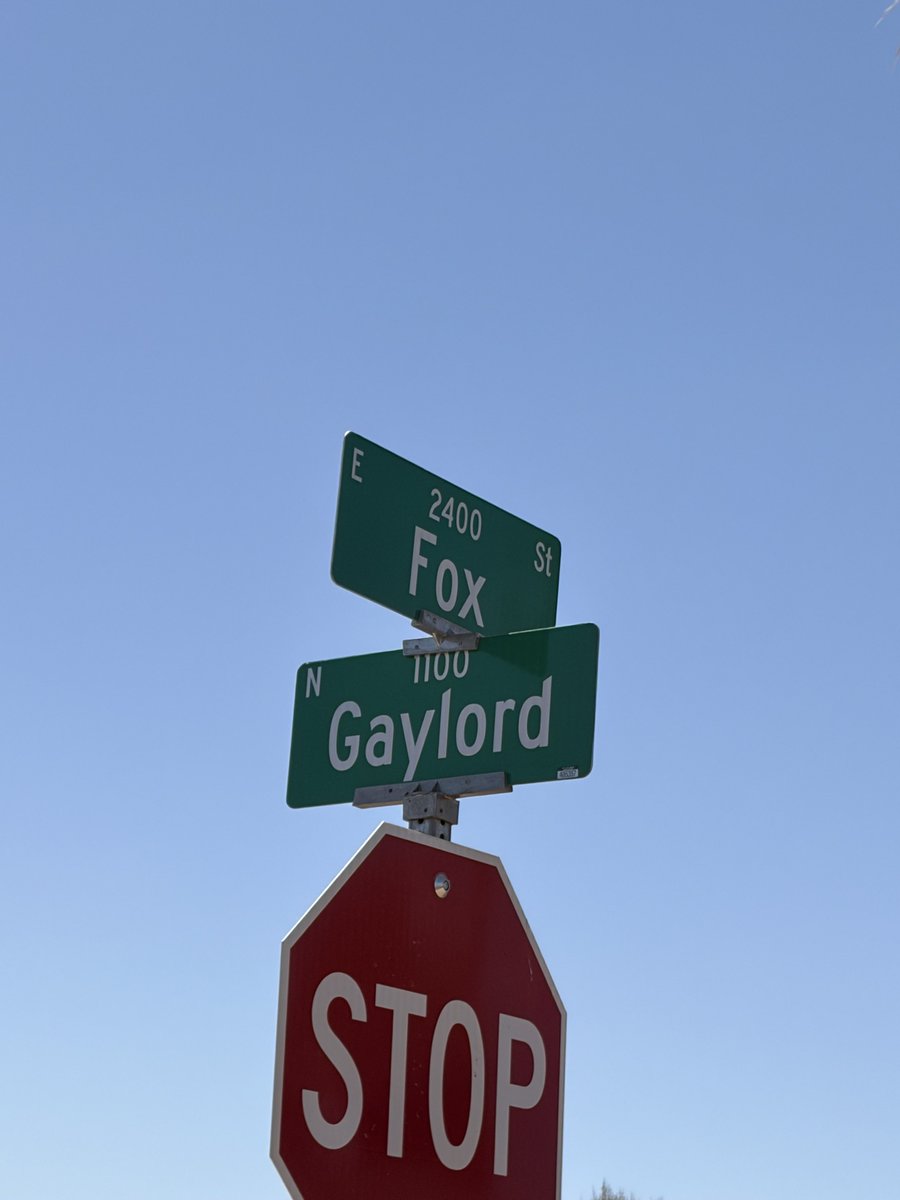 E
2400
Fox St
1100
N
Gaylord
STOP